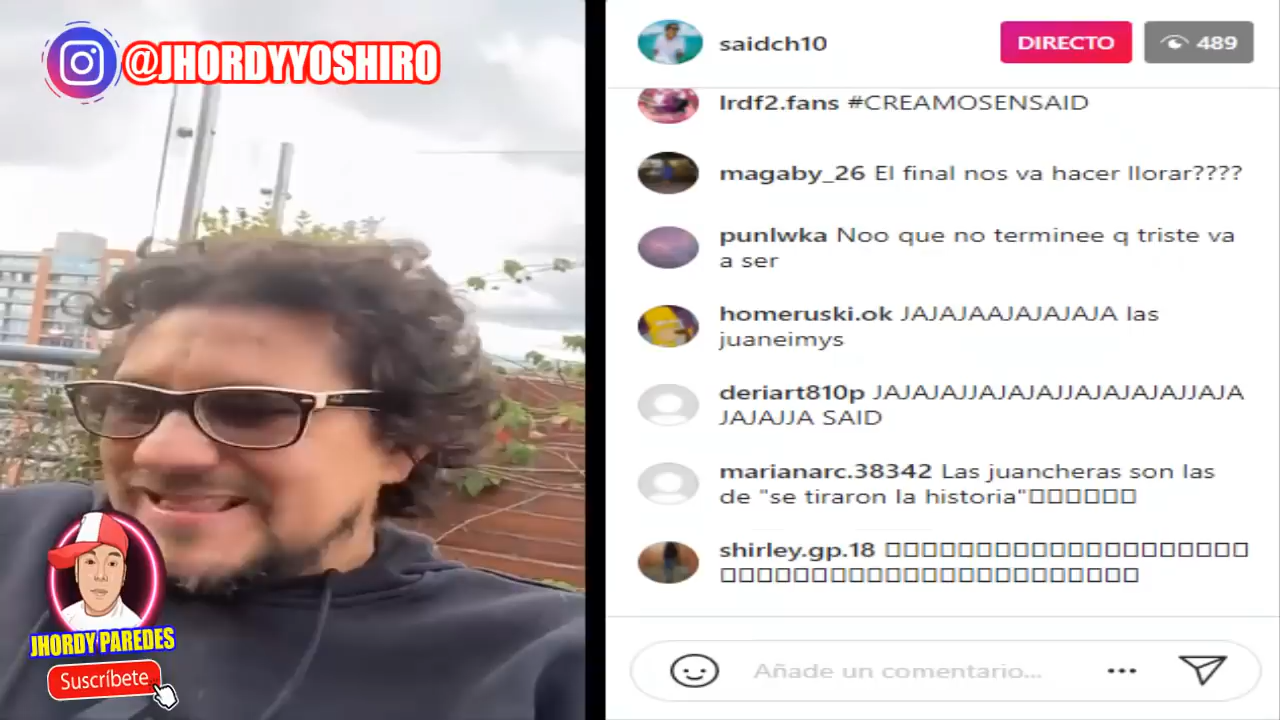 @JHORDYYOSHIRO
JHORDY PAREDES
Suscríbete
saidch10
DIRECTO
489
lrdf2.fans #CREAMOSENSAID
magaby_26 El final nos va hacer llorar????
punlwka Noo que no terminee q triste va
a ser
homeruski.ok JAJAJAAJAJAJAJA las
juaneimys
deriart810p JAJAJAJJAJAJAJJAJAJAJAJJAJA
JAJAJJA SAID
marianarc.38342 Las juancheras son las
de "se tiraron la historia"□□□□□□
shirley.gp.18
Añade un comentario...